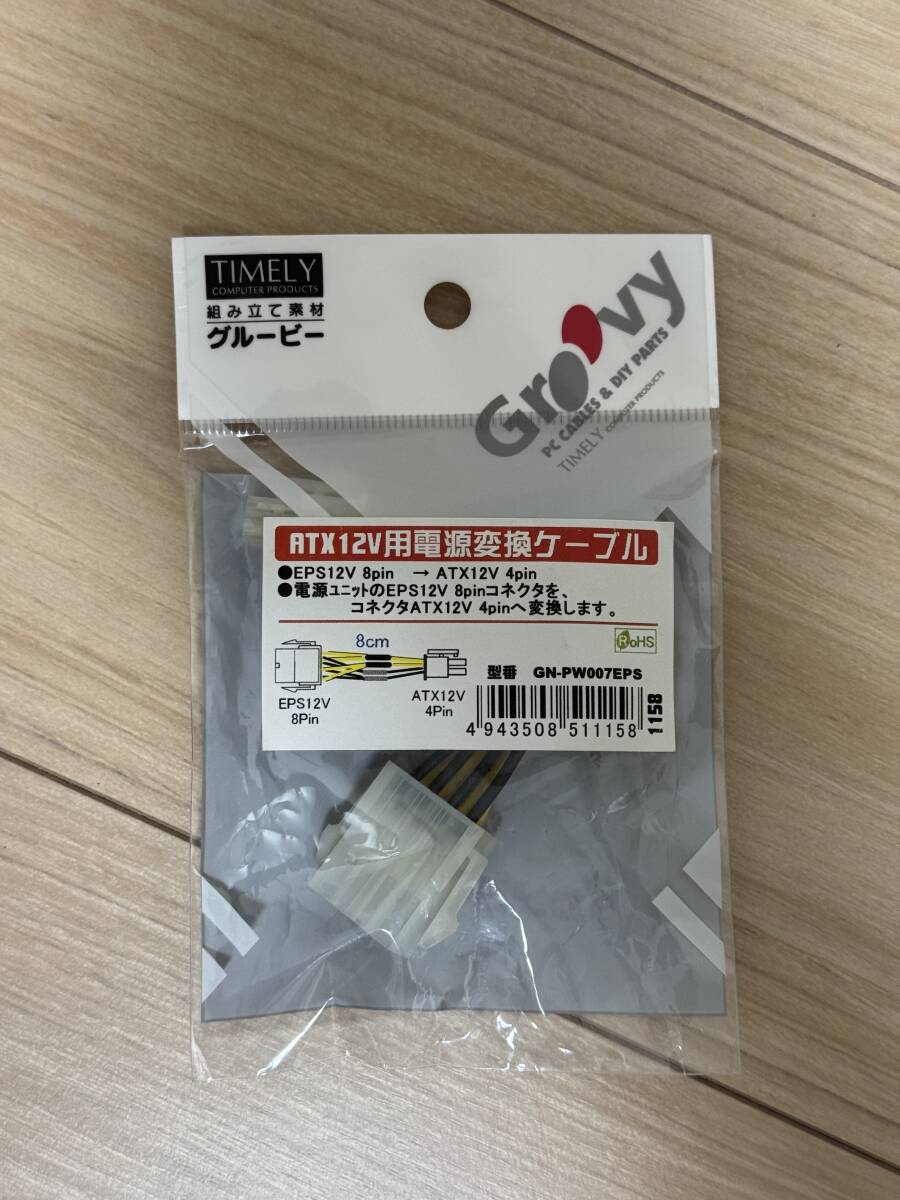 TIMELY
COMPUTER PRODUCTS
組み立て素材
グルービー
Groovy
PC CABLES & DIY PARTS
TIMELY COMPUTER PRODUCTS
ATX12V用電源変換ケーブル
●EPS12V 8pin → ATX12V 4pin
●電源ユニットのEPS12V 8pinコネクタを、
コネクタATX12V 4pinへ変換します。
RoHS
8cm
型番 GN-PW007EPS
EPS12V
8Pin
ATX12V
4Pin
4 943508 511158
1158